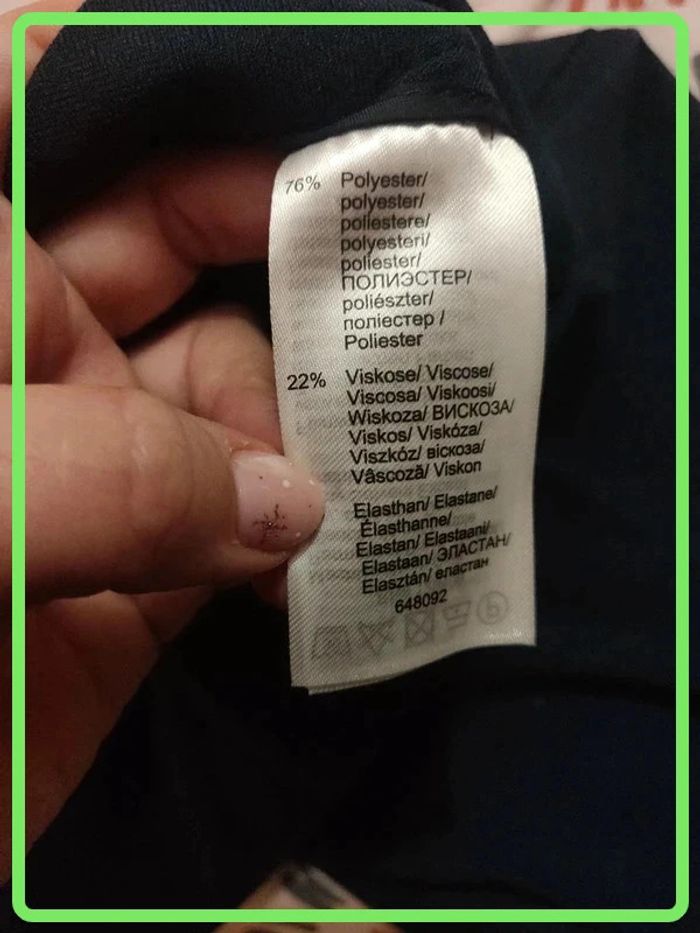 76% Polyester/
polyester/
poliestere/
polyesteri/
poliester/
ПОЛИЭСТЕР/
poliészter/
поліестер /
Poliester
22% Viskose/ Viscose/
Viscosa/ Viskoosi/
Wiskoza/ ВИСКОЗА/
Viskos/ Viskóza/
Viszkóz/ віскоза/
Vâscoză/ Viskon
Elasthan/ Elastane/
Élasthanne/
Elastan/ Elastaani/
Elastaan/ ЭЛАСТАН/
Elasztán/ еластан
648092